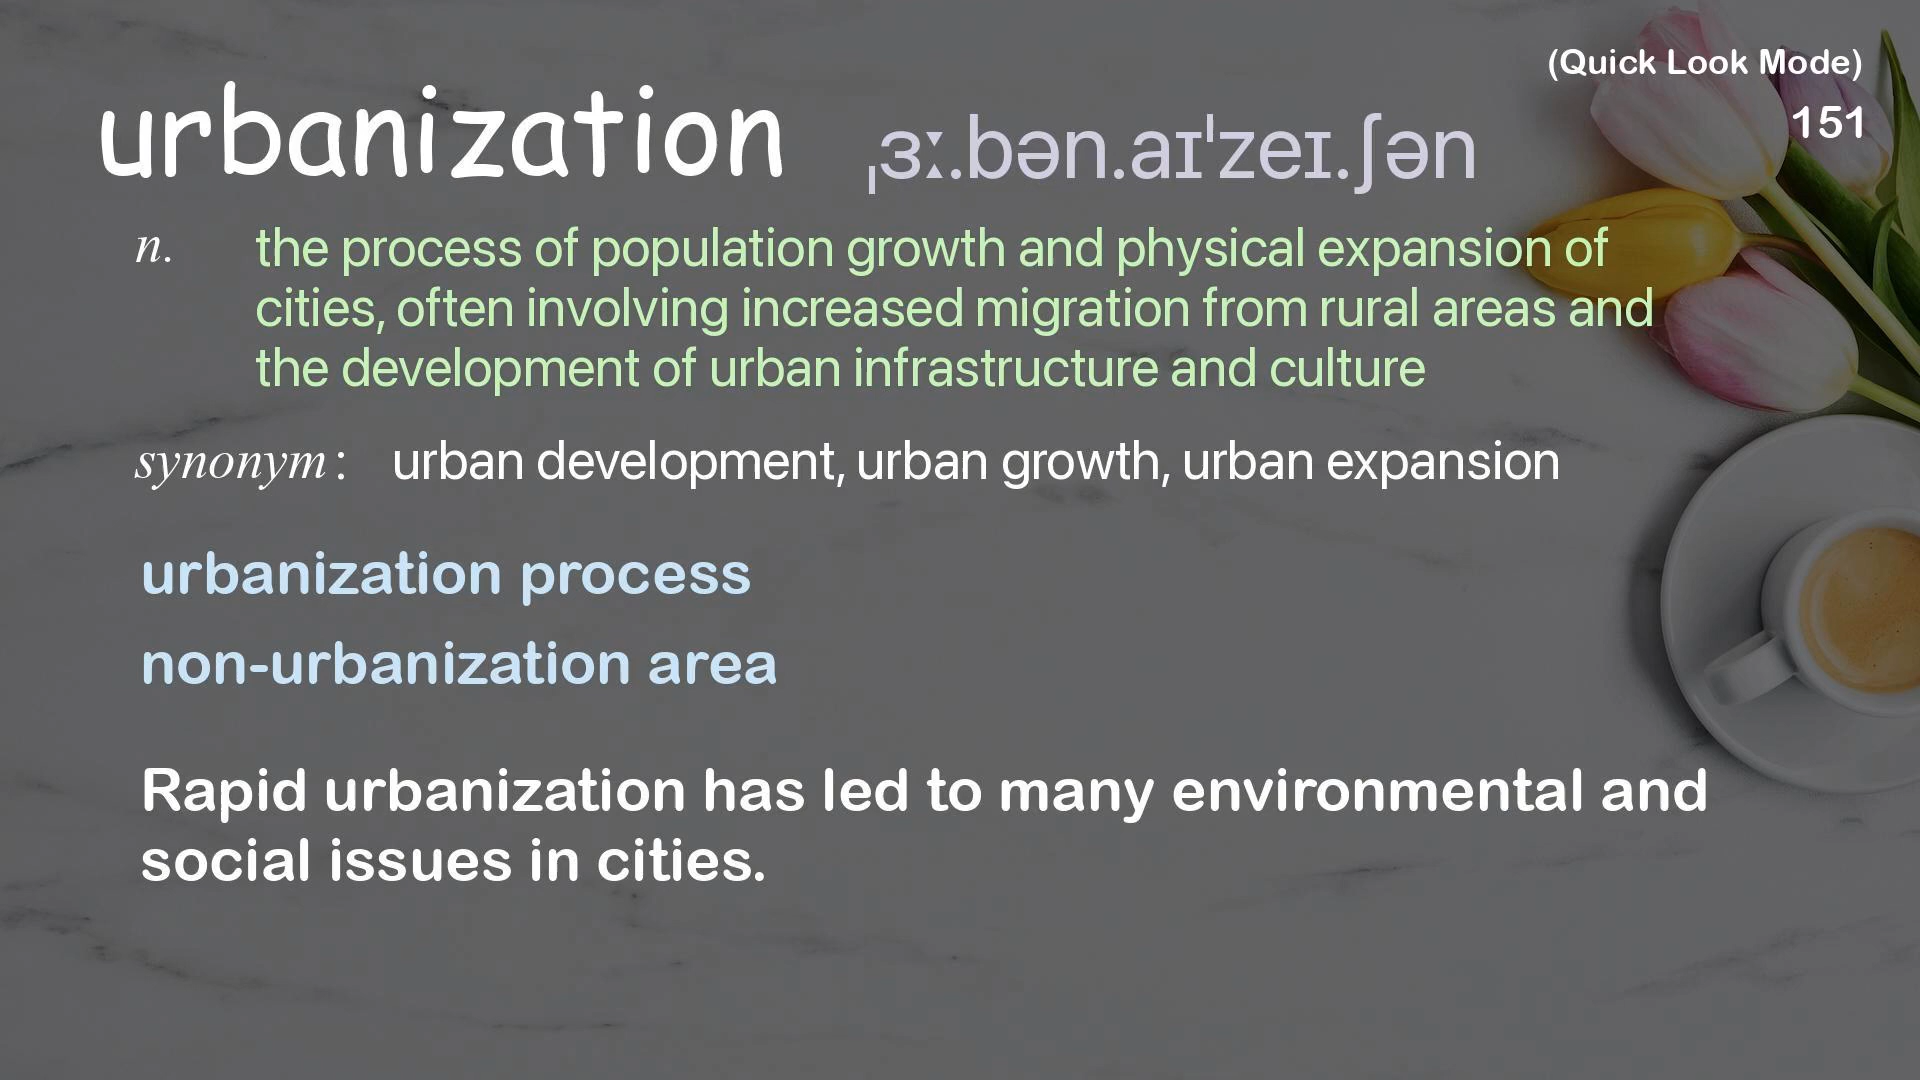 (Quick Look Mode)
151
urbanization ˌɜː.bən.aɪˈzeɪ.ʃən
n. the process of population growth and physical expansion of
cities, often involving increased migration from rural areas and
the development of urban infrastructure and culture
synonym: urban development, urban growth, urban expansion
urbanization process
non-urbanization area
Rapid urbanization has led to many environmental and
social issues in cities.